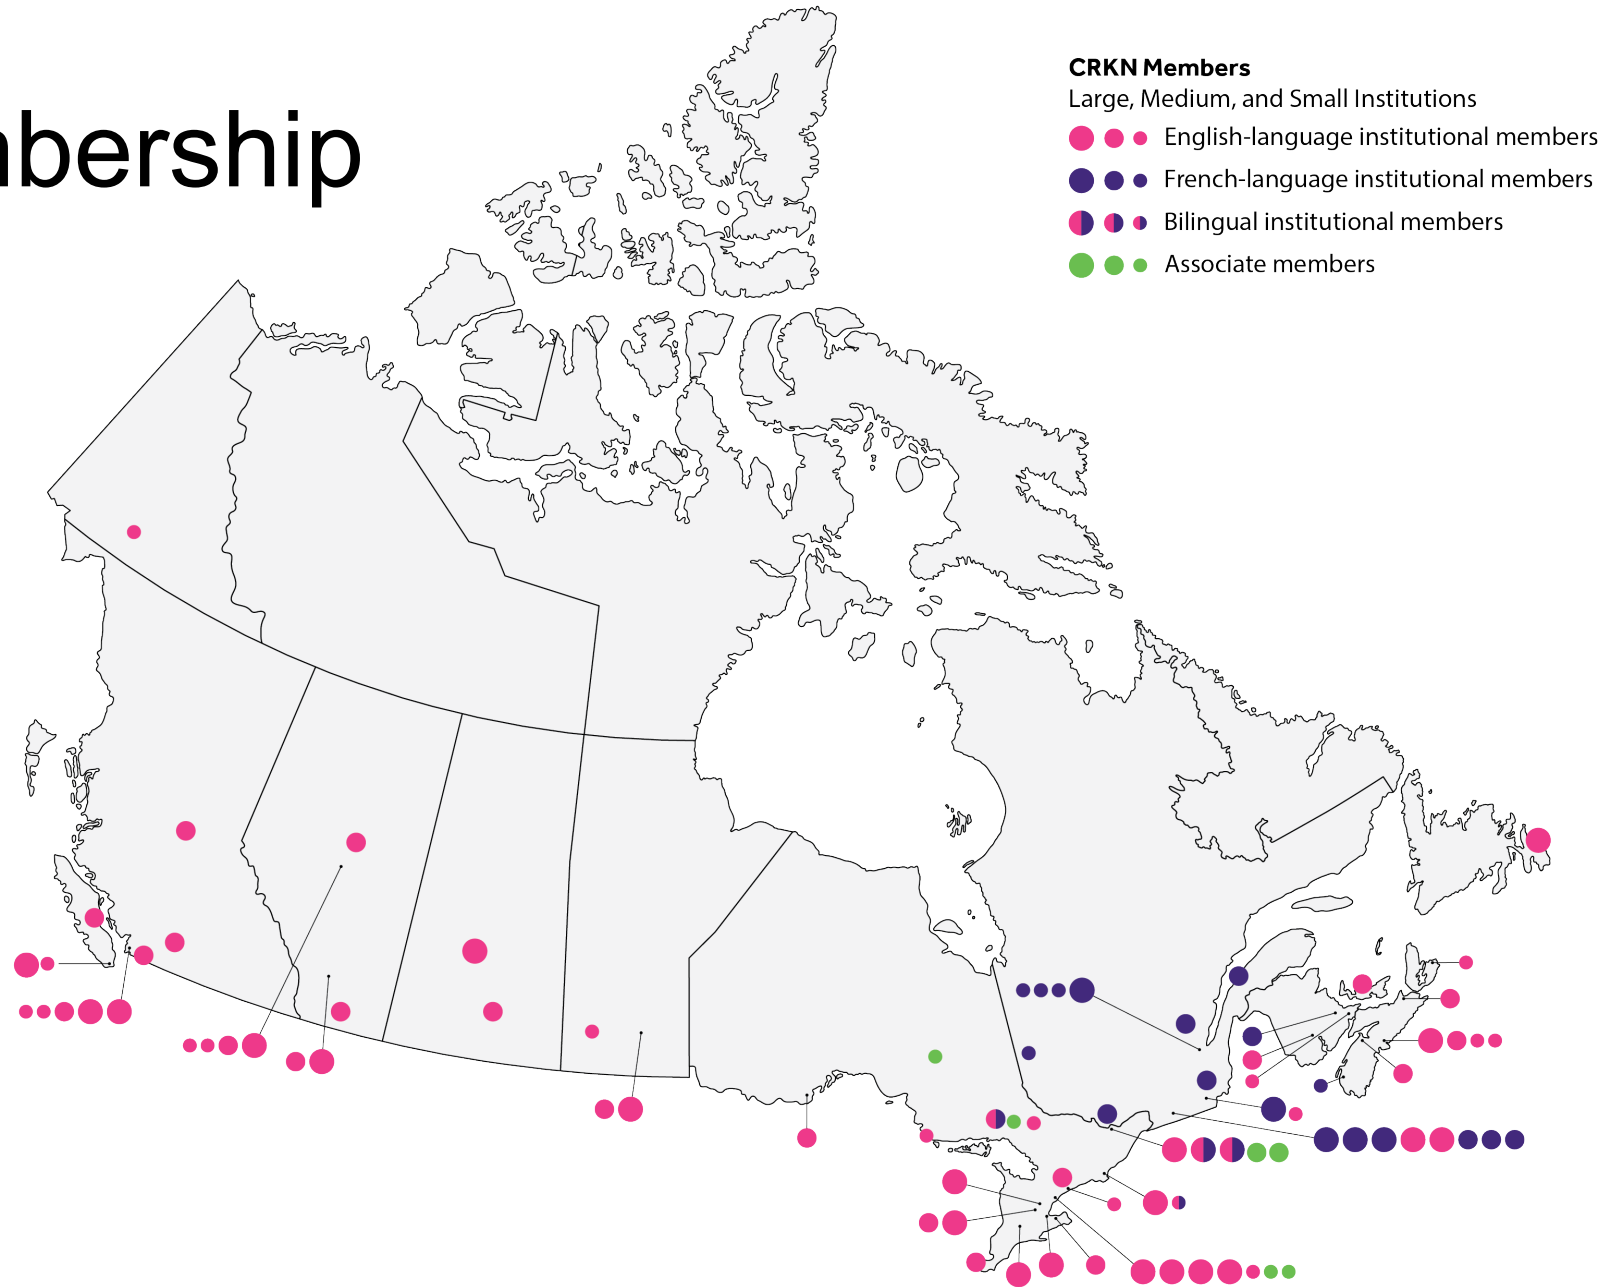 mbership
CRKN Members
Large, Medium, and Small Institutions
English-language institutional members
French-language institutional members
Bilingual institutional members
Associate members